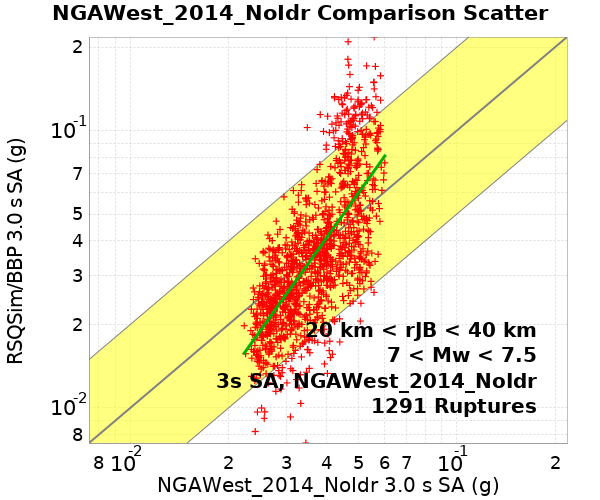 NGAWest_2014_NoIdr Comparison Scatter
RSQSim/BBP 3.0 s SA (g)
2
10-1
7
5
4
3
2
10-2
8
20 km < rJB < 40 km
7 < Mw < 7.5
3s SA, NGAWest_2014_NoIdr
1291 Ruptures
8 10-2 2 3 4 5 6 7 10-1 2
NGAWest_2014_NoIdr 3.0 s SA (g)